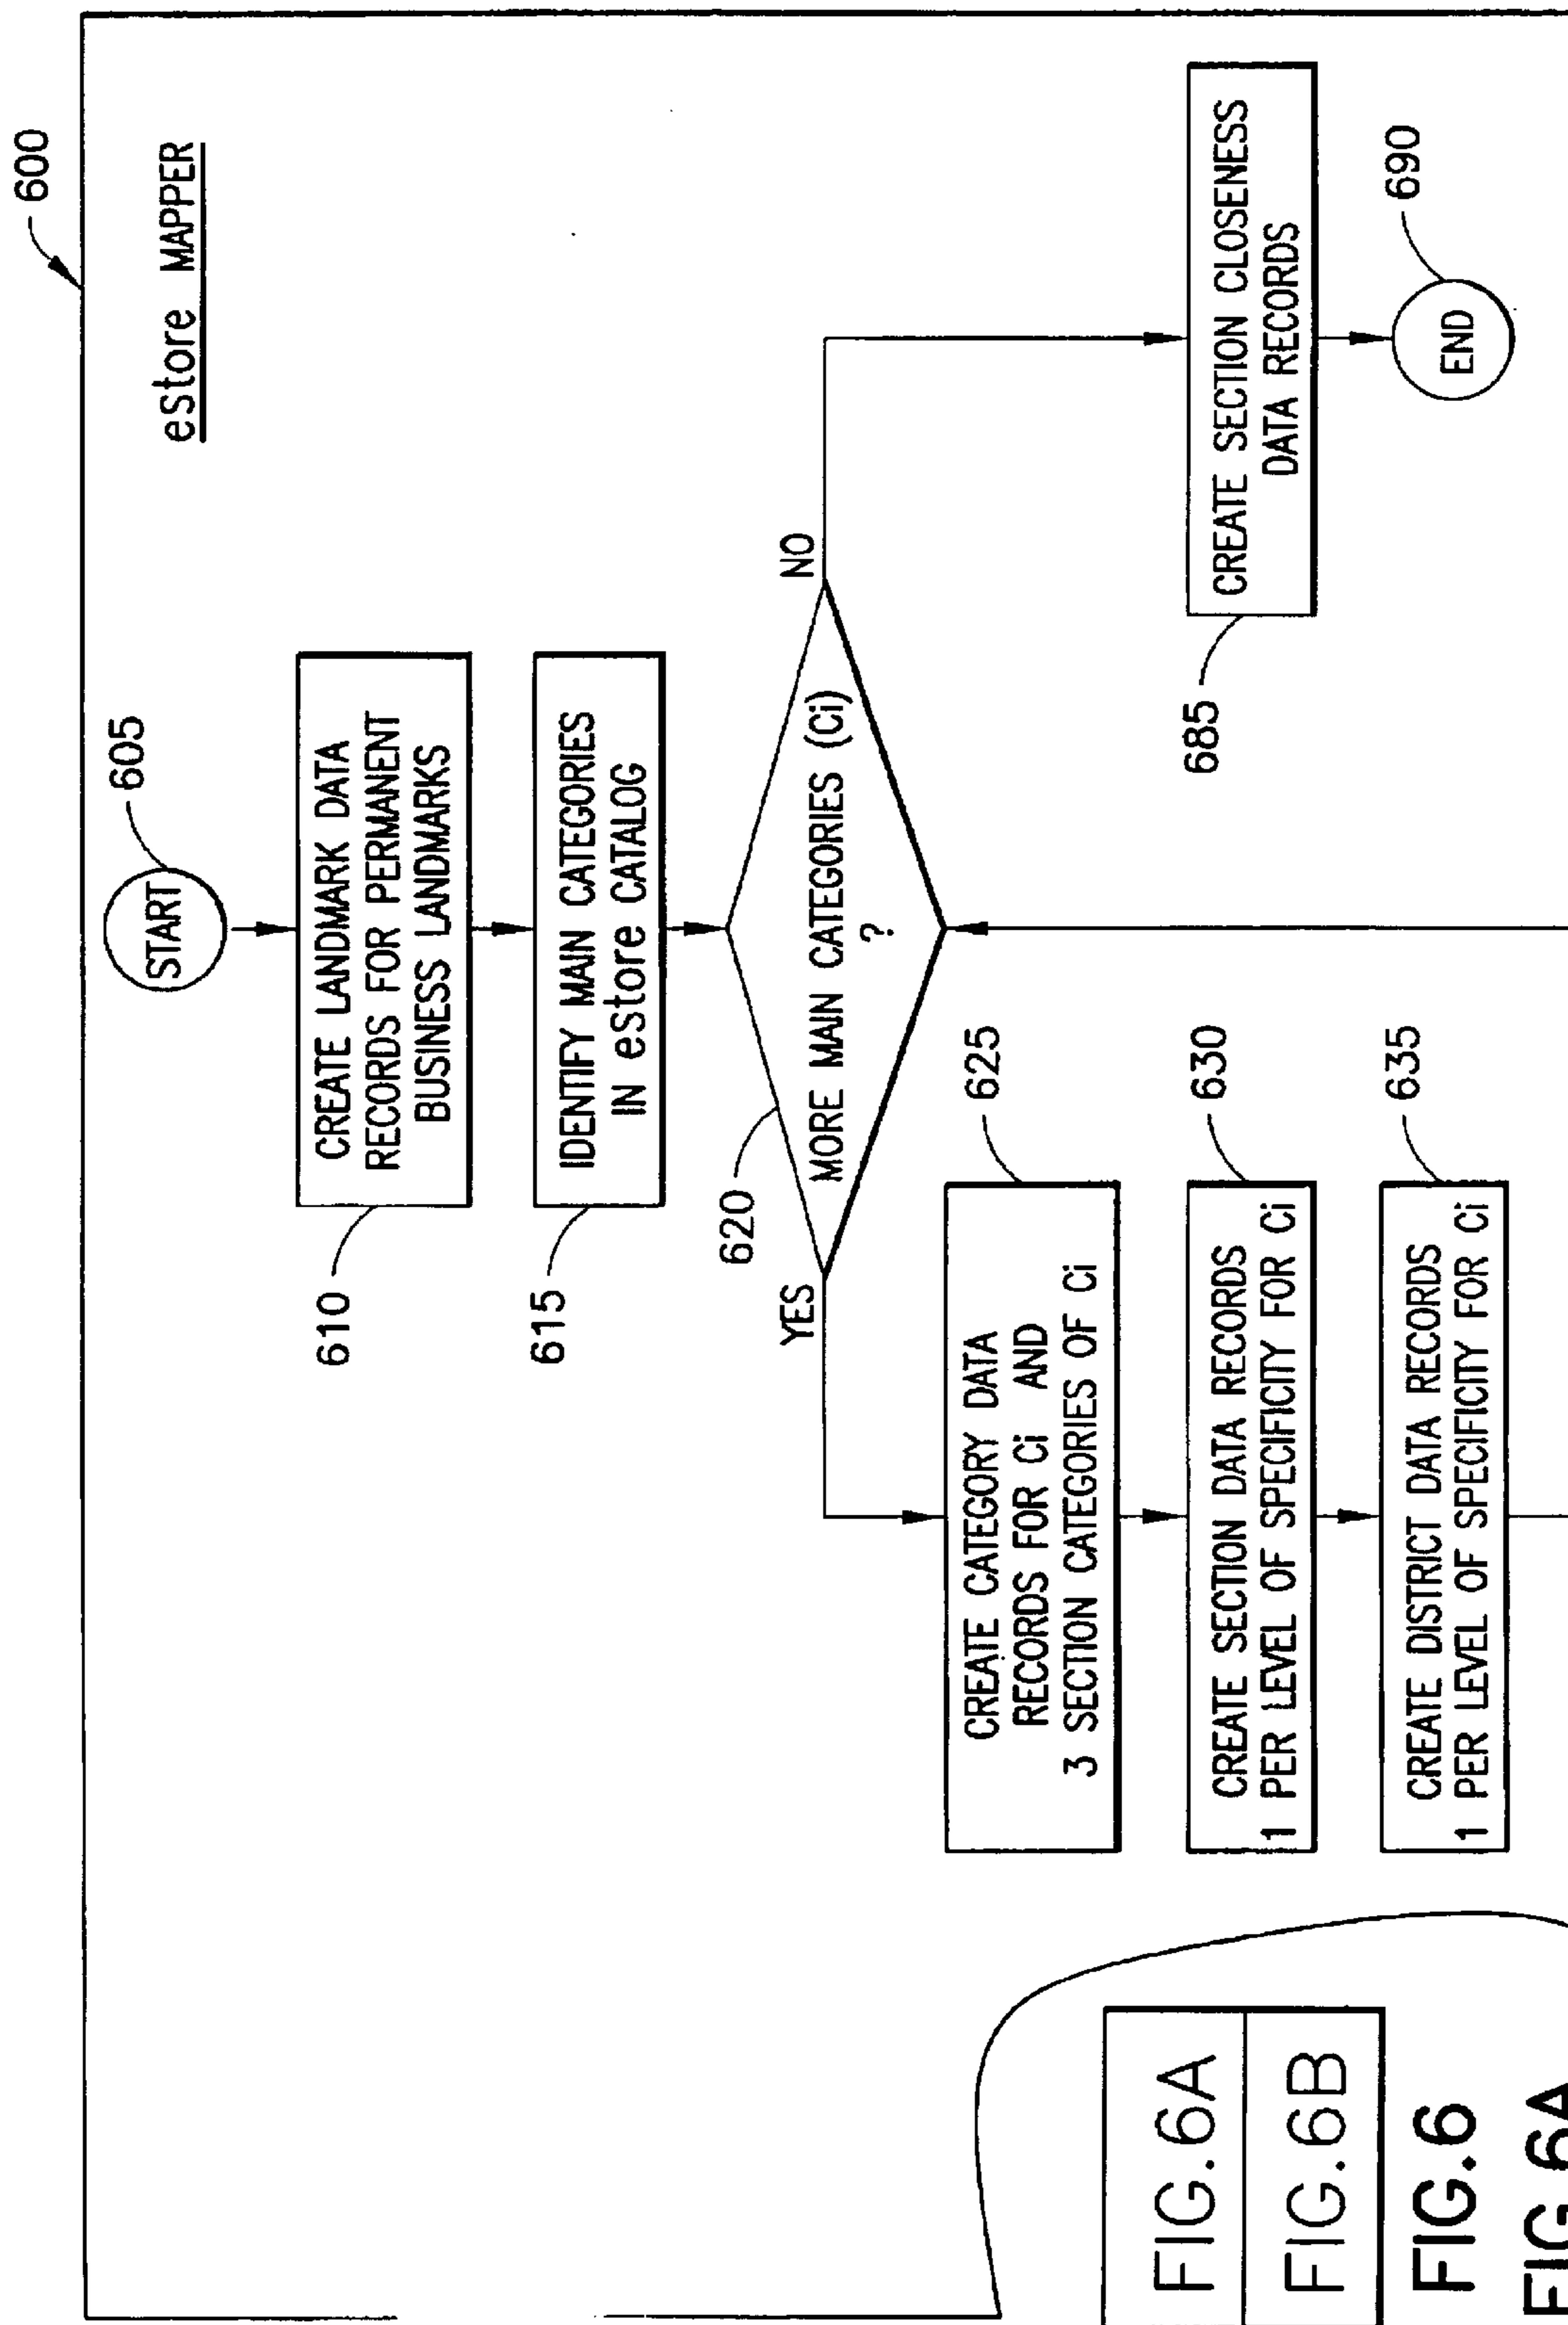 600
estore MAPPER
START
605
CREATE LANDMARK DATA
RECORDS FOR PERMANENT
BUSINESS LANDMARKS
610
IDENTIFY MAIN CATEGORIES
IN estore CATALOG
615
MORE MAIN CATEGORIES (Ci)
?
620
YES
NO
CREATE CATEGORY DATA
RECORDS FOR Ci AND
3 SECTION CATEGORIES OF Ci
625
CREATE SECTION DATA RECORDS
1 PER LEVEL OF SPECIFICITY FOR Ci
630
CREATE DISTRICT DATA RECORDS
1 PER LEVEL OF SPECIFICITY FOR Ci
635
CREATE SECTION CLOSENESS
DATA RECORDS
685
END
690
FIG.6A
FIG.6B
FIG.6
FIG.6A